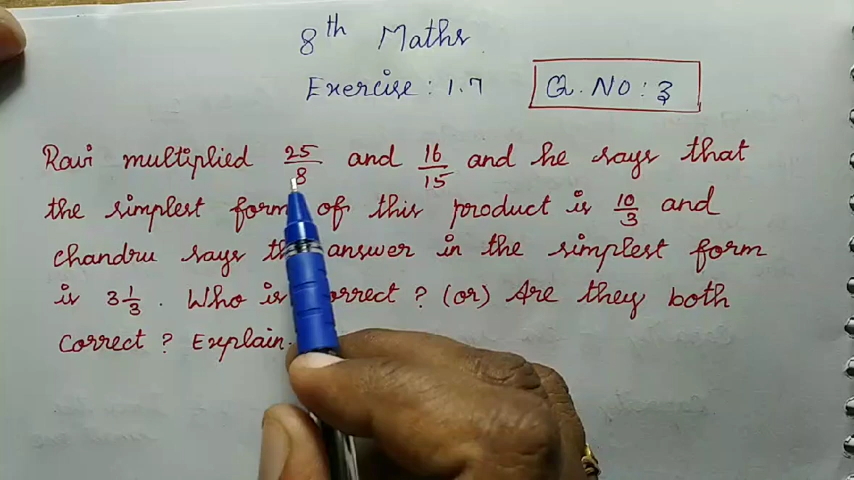 8th Maths
Exercise : 1.7 Q. NO : 3
Ravi multiplied 25/8 and 16/15 and he says that
the simplest form of this product is 10/3 and
chandru says answer in the simplest form
is 3 1/3 . Who is ? (or) Are they both
correct ? Explain.